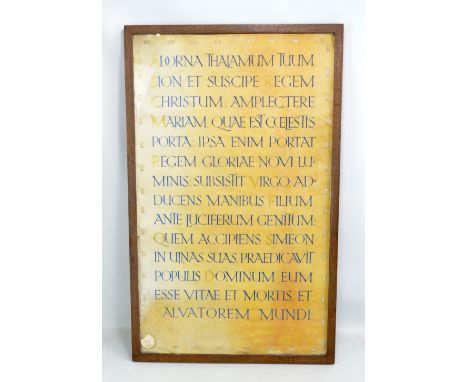 ADORNA THALAMUM TUUM,
SION, ET SUSCIPE REGEM
CHRISTUM: AMPLECTERE
MARIAM, QUAE EST COELESTIS
PORTA: IPSA ENIM PORTAT
REGEM GLORIAE NOVI LU-
MINIS: SUBSISTIT VIRGO, AD-
DUCENS MANIBUS FILIUM
ANTE LUCIFERUM GENITUM:
QUEM ACCIPIENS SIMEON
IN ULNAS SUAS, PRAEDICAVIT
POPULIS DOMINUM EUM
ESSE VITAE ET MORTIS, ET
SALVATOREM MUNDI